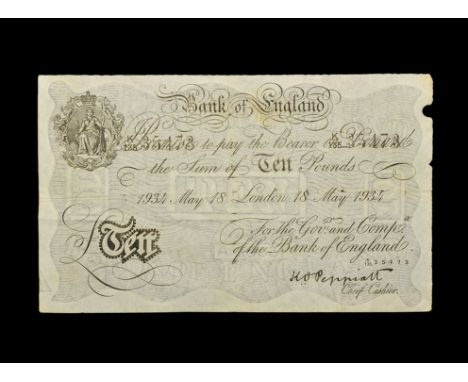 Bank of England
Promise to pay the Bearer on Demand
the Sum of Ten Pounds
1934 May 18 London 18 May 1934
For the Gov.r and Comp.a
of the Bank of England.
£Ten
K.O. Peppiatt
Chief Cashier.